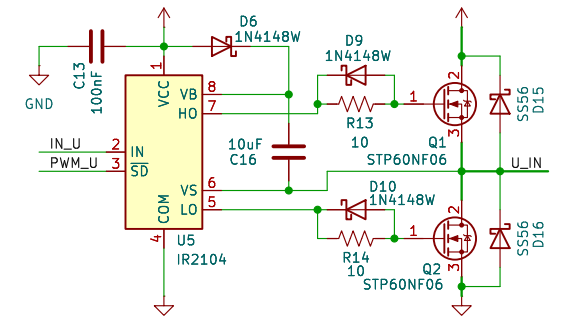 D6
1N4148W
D9
1N4148W
C13
100nF
GND
1
VCC
VB
8
HO
7
2
1
3
SS56
D15
R13
10
Q1
STP60NF06
10uF
C16
IN_U
2
IN
PWM_U
3
SD
U_IN
VS
6
LO
5
COM
4
U5
IR2104
D10
1N4148W
R14
10
2
1
3
Q2
STP60NF06
SS56
D16